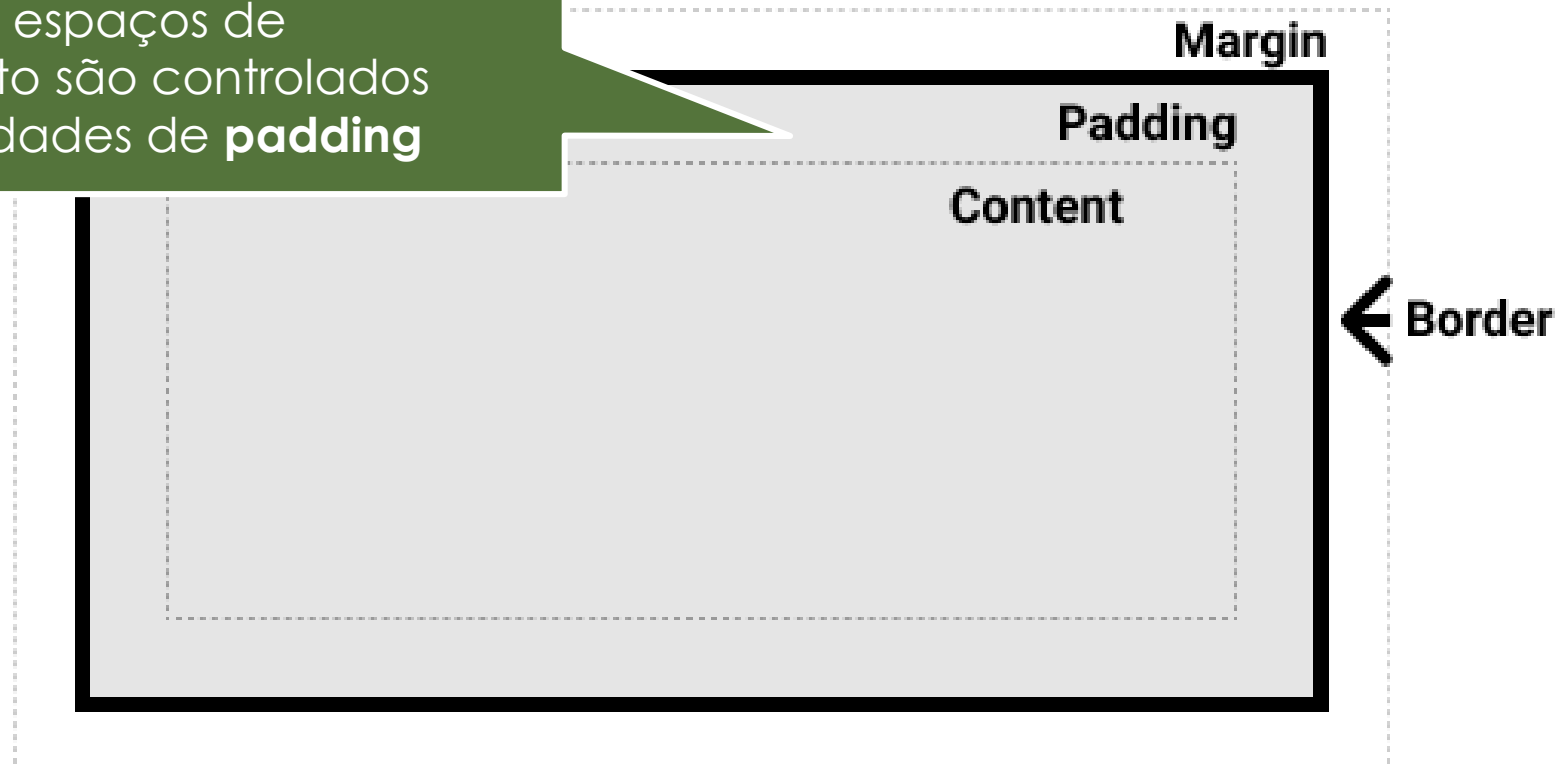 espaços de
to são controlados
dades de padding
Margin
Padding
Content
Border